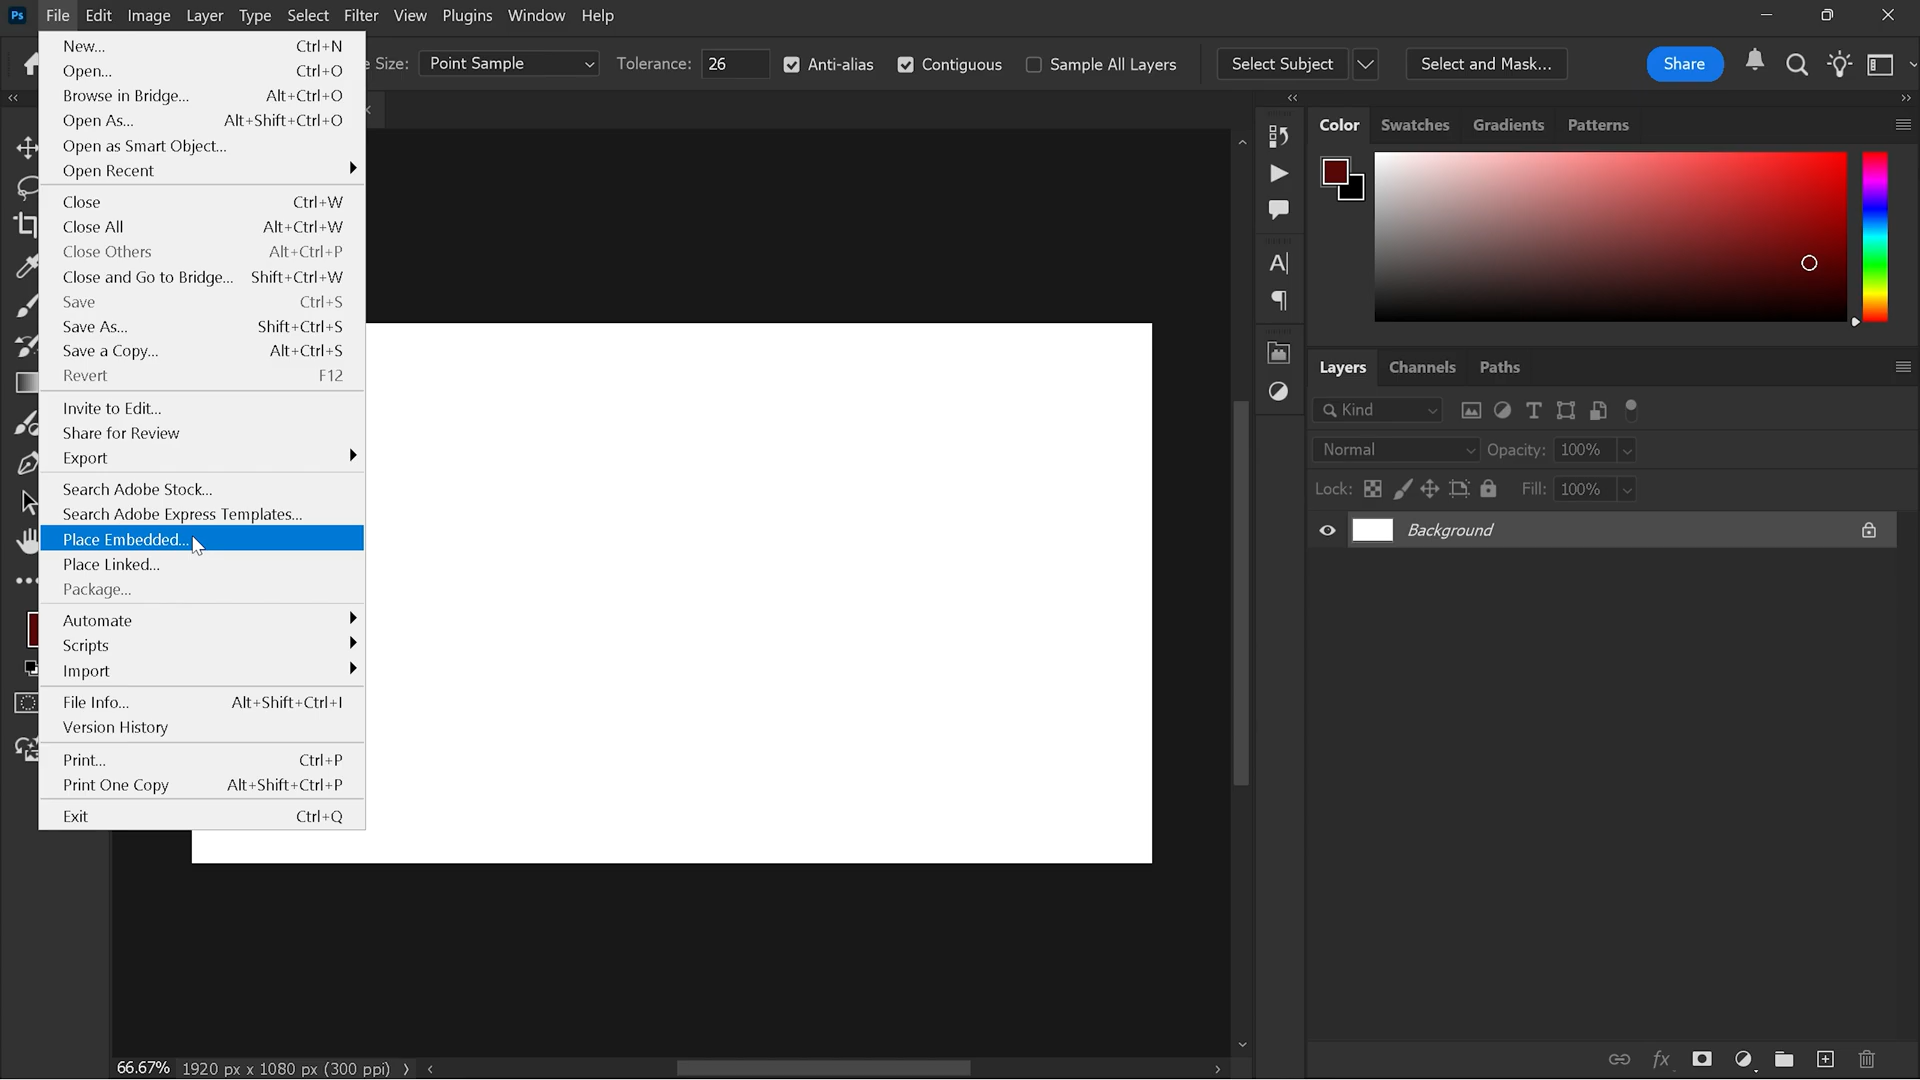 Ps File Edit Image Layer Type Select Filter View Plugins Window Help
e Size: Point Sample Tolerance: 26 Anti-alias Contiguous Sample All Layers Select Subject Select and Mask... Share
New... Ctrl+N
Open... Ctrl+O
Browse in Bridge... Alt+Ctrl+O
Open As... Alt+Shift+Ctrl+O
Open as Smart Object...
Open Recent
Close Ctrl+W
Close All Alt+Ctrl+W
Close Others Alt+Ctrl+P
Close and Go to Bridge... Shift+Ctrl+W
Save Ctrl+S
Save As... Shift+Ctrl+S
Save a Copy... Alt+Ctrl+S
Revert F12
Invite to Edit...
Share for Review
Export
Search Adobe Stock...
Search Adobe Express Templates...
Place Embedded...
Place Linked...
Package...
Automate
Scripts
Import
File Info... Alt+Shift+Ctrl+I
Version History
Print... Ctrl+P
Print One Copy Alt+Shift+Ctrl+P
Exit Ctrl+Q
Color Swatches Gradients Patterns
Layers Channels Paths
Kind
Normal Opacity: 100%
Lock: Fill: 100%
Background
66.67% 1920 px x 1080 px (300 ppi)